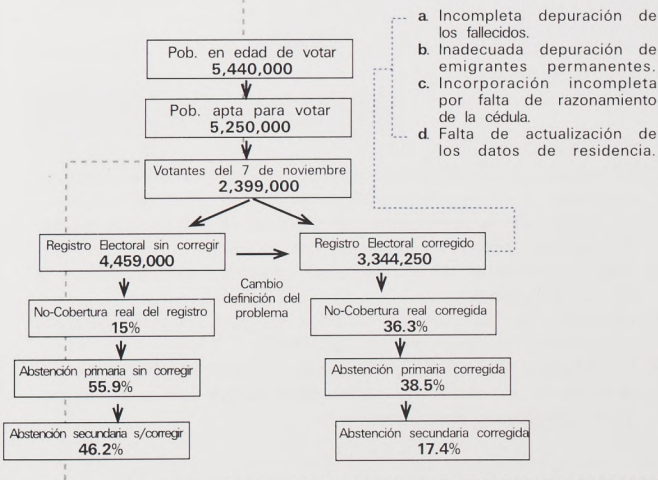 Pob. en edad de votar
5,440,000
Pob. apta para votar
5,250,000
Votantes del 7 de noviembre
2,399,000
a. Incompleta depuración de
los fallecidos.
b. Inadecuada depuración de
emigrantes permanentes.
c. Incorporación incompleta
por falta de razonamiento
de la cédula.
d. Falta de actualización de
los datos de residencia.
Registro Electoral sin corregir
4,459,000
Cambio
definición del
problema
Registro Electoral corregido
3,344,250
No-Cobertura real del registro
15%
No-Cobertura real corregida
36.3%
Abstención primaria sin corregir
55.9%
Abstención primaria corregida
38.5%
Abstención secundaria s/corregir
46.2%
Abstención secundaria corregida
17.4%